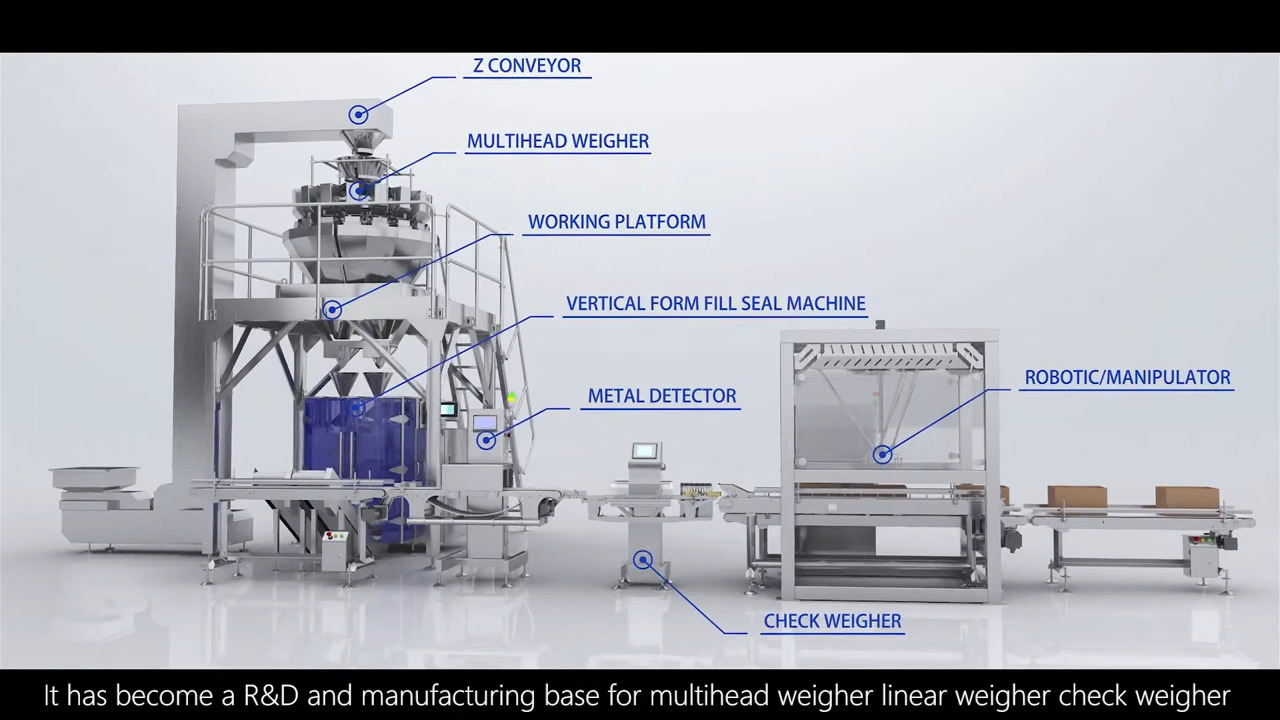 Z CONVEYOR
MULTIHEAD WEIGHER
WORKING PLATFORM
VERTICAL FORM FILL SEAL MACHINE
ROBOTIC/MANIPULATOR
METAL DETECTOR
CHECK WEIGHER
It has become a R&D and manufacturing base for multihead weigher linear weigher check weigher